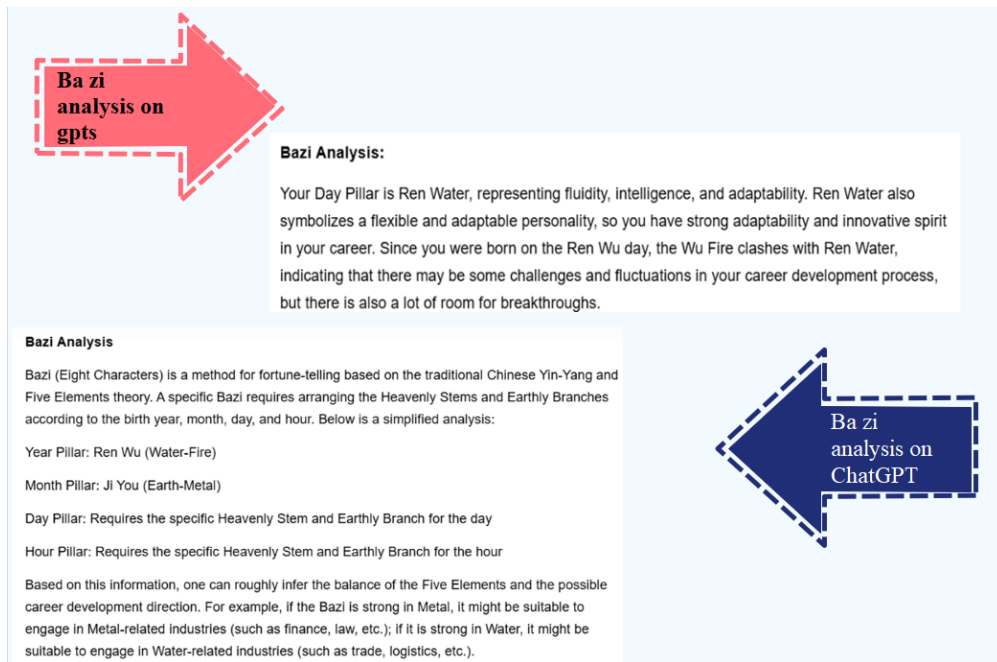 Ba zi
analysis on
gpts
Bazi Analysis:
Your Day Pillar is Ren Water, representing fluidity, intelligence, and adaptability. Ren Water also
symbolizes a flexible and adaptable personality, so you have strong adaptability and innovative spirit
in your career. Since you were born on the Ren Wu day, the Wu Fire clashes with Ren Water,
indicating that there may be some challenges and fluctuations in your career development process,
but there is also a lot of room for breakthroughs.
Bazi Analysis
Bazi (Eight Characters) is a method for fortune-telling based on the traditional Chinese Yin-Yang and
Five Elements theory. A specific Bazi requires arranging the Heavenly Stems and Earthly Branches
according to the birth year, month, day, and hour. Below is a simplified analysis:
Year Pillar: Ren Wu (Water-Fire)
Month Pillar: Ji You (Earth-Metal)
Day Pillar: Requires the specific Heavenly Stem and Earthly Branch for the day
Hour Pillar: Requires the specific Heavenly Stem and Earthly Branch for the hour
Based on this information, one can roughly infer the balance of the Five Elements and the possible
career development direction. For example, if the Bazi is strong in Metal, it might be suitable to
engage in Metal-related industries (such as finance, law, etc.); if it is strong in Water, it might be
suitable to engage in Water-related industries (such as trade, logistics, etc.).
Ba zi
analysis on
ChatGPT